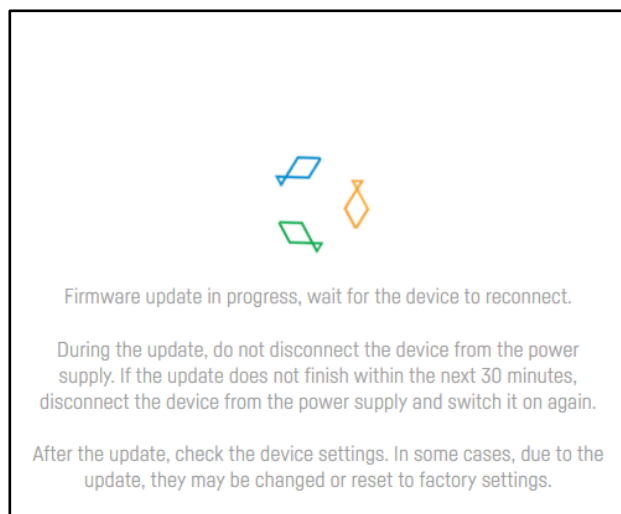 Firmware update in progress, wait for the device to reconnect.
During the update, do not disconnect the device from the power
supply. If the update does not finish within the next 30 minutes,
disconnect the device from the power supply and switch it on again.
After the update, check the device settings. In some cases, due to the
update, they may be changed or reset to factory settings.